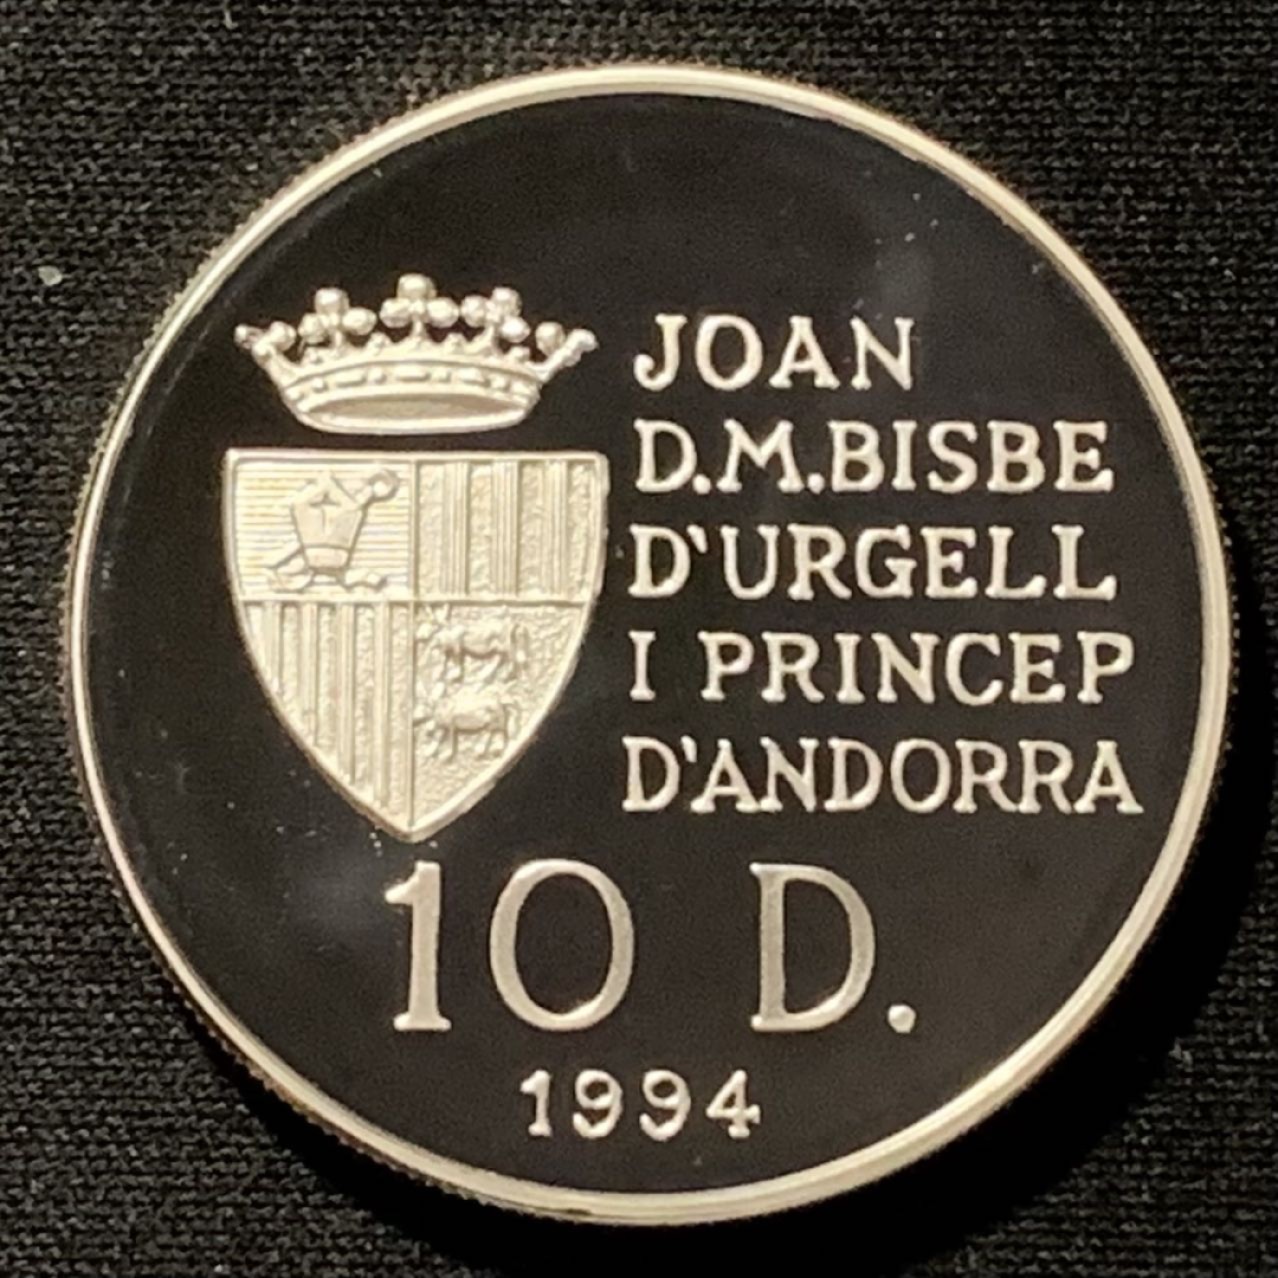 JOAN
D.M.BISBE
D'URGELL
I PRINCEP
D'ANDORRA
10 D.
1994